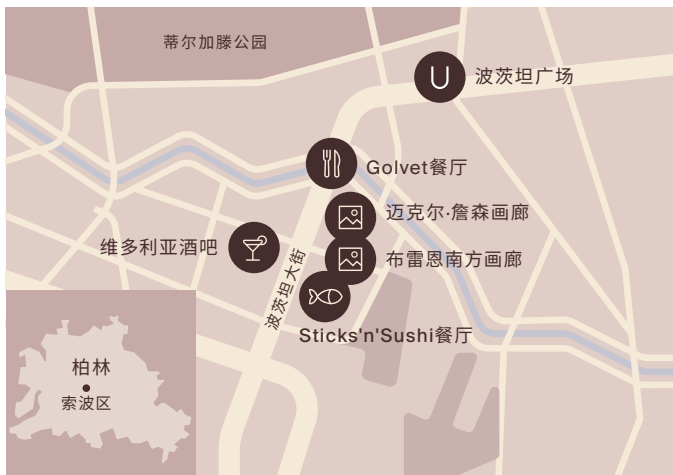 蒂尔加滕公园
U
波茨坦广场
Golvet餐厅
迈克尔·詹森画廊
维多利亚酒吧
布雷恩南方画廊
波茨坦大街
Sticks'n'Sushi餐厅
柏林
索波区